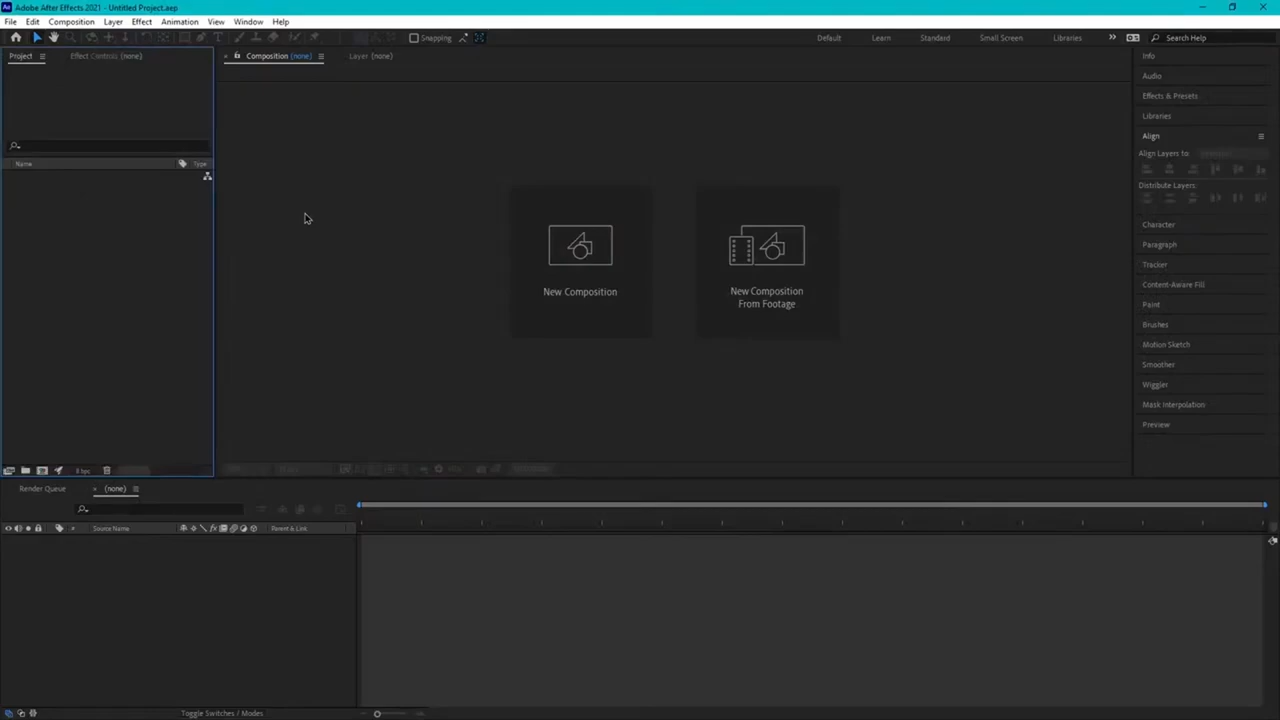 Adobe After Effects 2021 - Untitled Project.aep
File Edit Composition Layer Effect Animation View Window Help
Snapping Default Learn Standard Small Screen Libraries Search Help
Project Effect Controls (none) Composition (none) Layer (none)
Name Type
New Composition
New Composition
From Footage
Info
Audio
Effects & Presets
Libraries
Align
Align Layers to
Distribute Layers:
Character
Paragraph
Tracker
Content-Aware Fill
Paint
Brushes
Motion Sketch
Smoother
Wiggler
Mask Interpolation
Preview
8 bpc
Render Queue (none)
Source Name Parent & Link
Toggle Switches / Modes